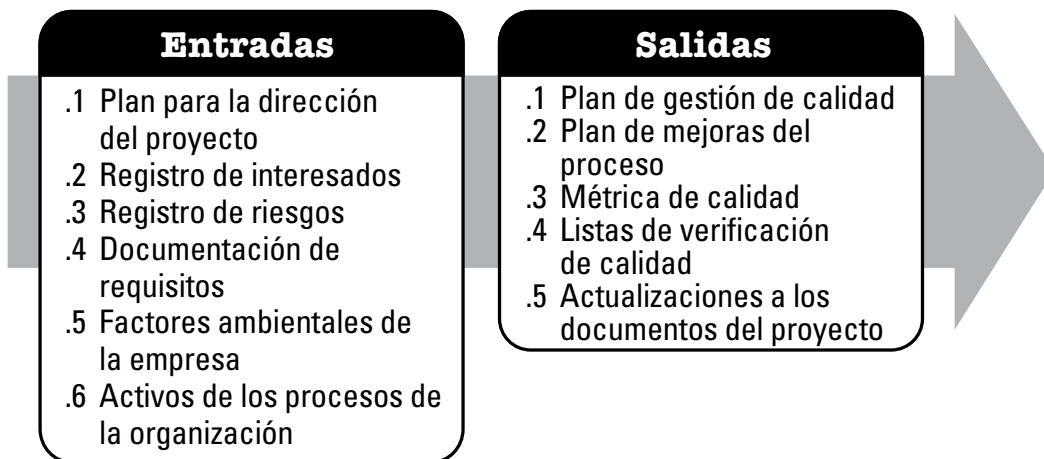 Entradas
.1 Plan para la dirección
del proyecto
.2 Registro de interesados
.3 Registro de riesgos
.4 Documentación de
requisitos
.5 Factores ambientales de
la empresa
.6 Activos de los procesos de
la organización
Salidas
.1 Plan de gestión de calidad
.2 Plan de mejoras del
proceso
.3 Métrica de calidad
.4 Listas de verificación
de calidad
.5 Actualizaciones a los
documentos del proyecto